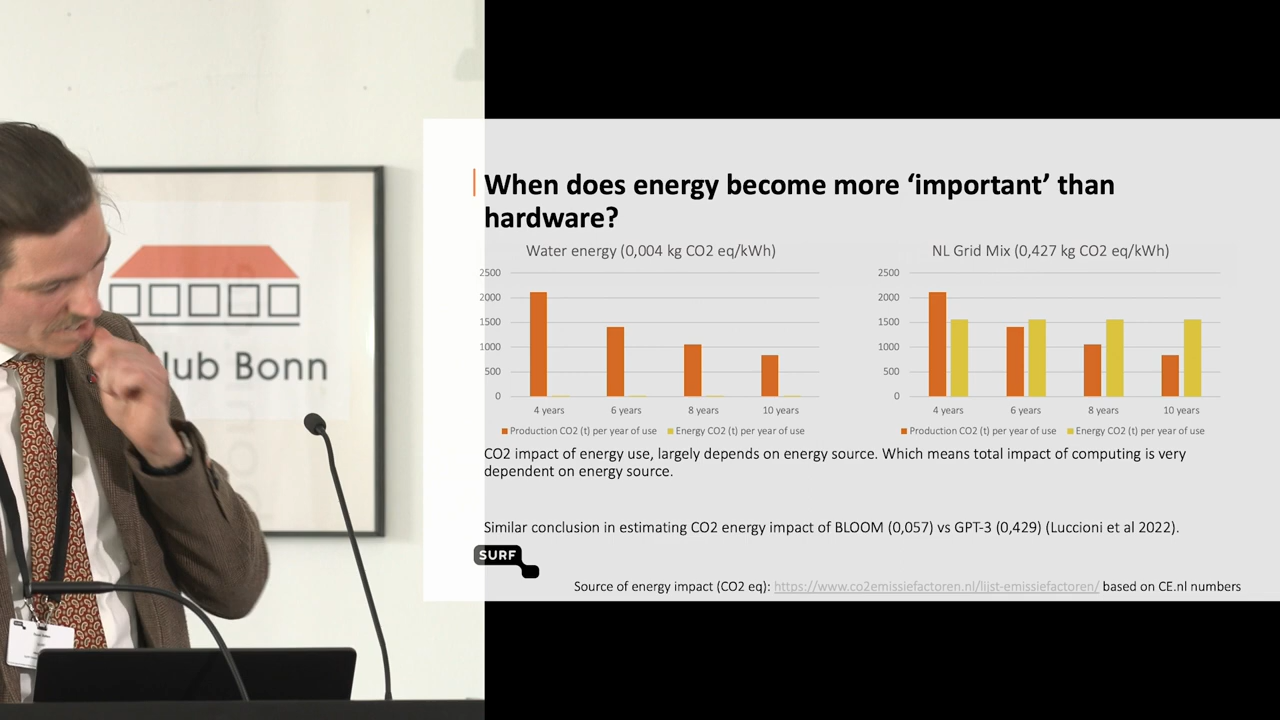 lub Bonn
When does energy become more ‘important’ than
hardware?
Water energy (0,004 kg CO2 eq/kWh)
2500
2000
1500
1000
500
0
4 years
6 years
8 years
10 years
Production CO2 (t) per year of use
Energy CO2 (t) per year of use
NL Grid Mix (0,427 kg CO2 eq/kWh)
2500
2000
1500
1000
500
0
4 years
6 years
8 years
10 years
Production CO2 (t) per year of use
Energy CO2 (t) per year of use
CO2 impact of energy use, largely depends on energy source. Which means total impact of computing is very
dependent on energy source.
Similar conclusion in estimating CO2 energy impact of BLOOM (0,057) vs GPT-3 (0,429) (Luccioni et al 2022).
SURF
Source of energy impact (CO2 eq): https://www.co2emissiefactoren.nl/lijst-emissiefactoren/ based on CE.nl numbers